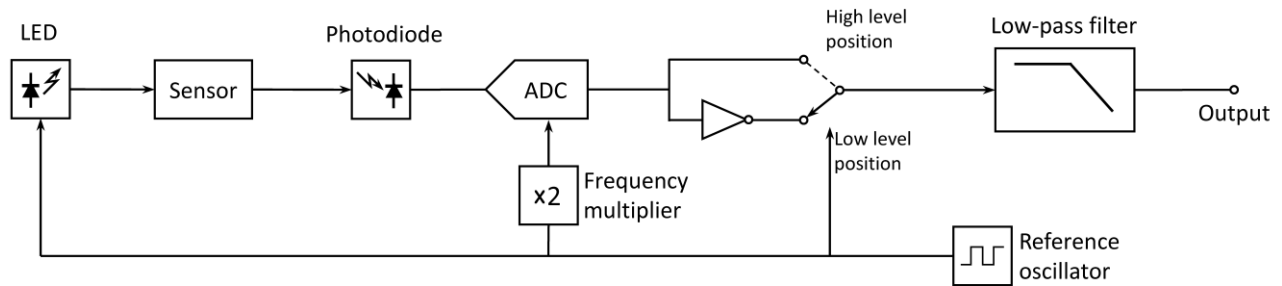 LED
Photodiode
High level
position
Low-pass filter
Sensor
ADC
Output
Low level
position
x2
Frequency
multiplier
Reference
oscillator